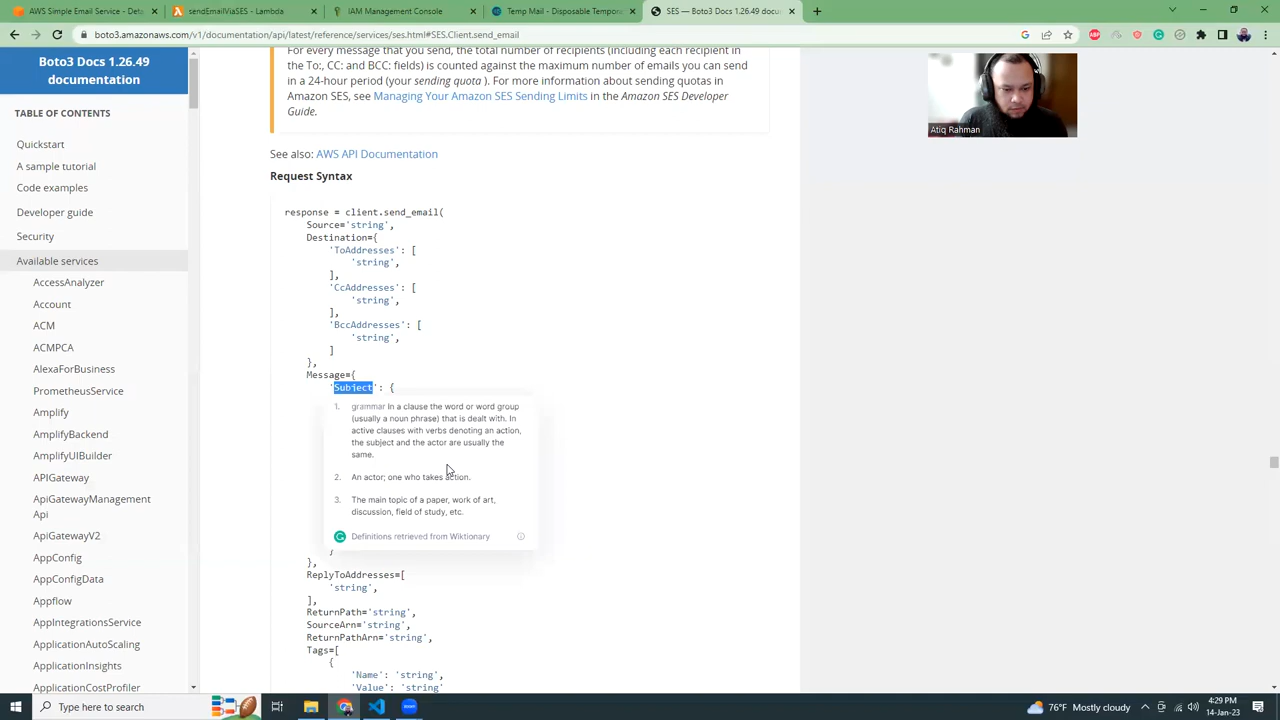 sendEmailViaSES - Lambda - Func
IAM Management Console
Temp Mail - Disposable Tempora
SES — Boto3 Docs 1.26.49 docum
boto3.amazonaws.com/v1/documentation/api/latest/reference/services/ses.html#SES.Client.send_email
Boto3 Docs 1.26.49
documentation
TABLE OF CONTENTS
Quickstart
A sample tutorial
Code examples
Developer guide
Security
Available services
AccessAnalyzer
Account
ACM
ACMPCA
AlexaForBusiness
PrometheusService
Amplify
AmplifyBackend
AmplifyUIBuilder
APIGateway
ApiGatewayManagement
Api
ApiGatewayV2
AppConfig
AppConfigData
Appflow
AppIntegrationsService
ApplicationAutoScaling
ApplicationInsights
ApplicationCostProfiler
For every message that you send, the total number of recipients (including each recipient in
the To:, CC: and BCC: fields) is counted against the maximum number of emails you can send
in a 24-hour period (your sending quota ). For more information about sending quotas in
Amazon SES, see Managing Your Amazon SES Sending Limits in the Amazon SES Developer
Guide.
See also: AWS API Documentation
Request Syntax
response = client.send_email(
Source='string',
Destination={
'ToAddresses': [
'string',
],
'CcAddresses': [
'string',
],
'BccAddresses': [
'string',
]
},
Message={
'Subject': {
1. grammar In a clause the word or word group
(usually a noun phrase) that is dealt with. In
active clauses with verbs denoting an action,
the subject and the actor are usually the
same.
2. An actor; one who takes action.
3. The main topic of a paper, work of art,
discussion, field of study, etc.
Definitions retrieved from Wiktionary
}
},
ReplyToAddresses=[
'string',
],
ReturnPath='string',
SourceArn='string',
ReturnPathArn='string',
Tags=[
{
'Name': 'string',
'Value': 'string'
Atiq Rahman
Type here to search
zoom
76°F Mostly cloudy
4:29 PM
14-Jan-23